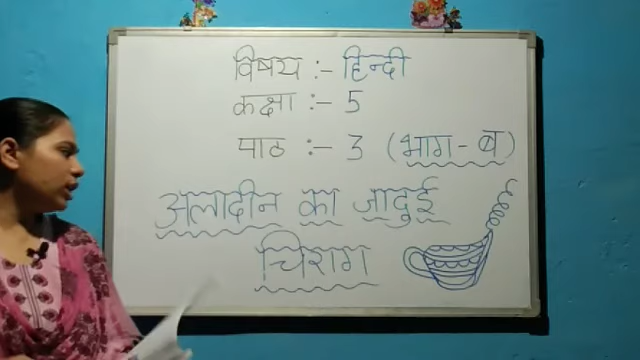 विषय :- हिन्दी
कक्षा :- 5
पाठ :- 3 (भाग - ब)
अलादीन का जादुई
चिराग